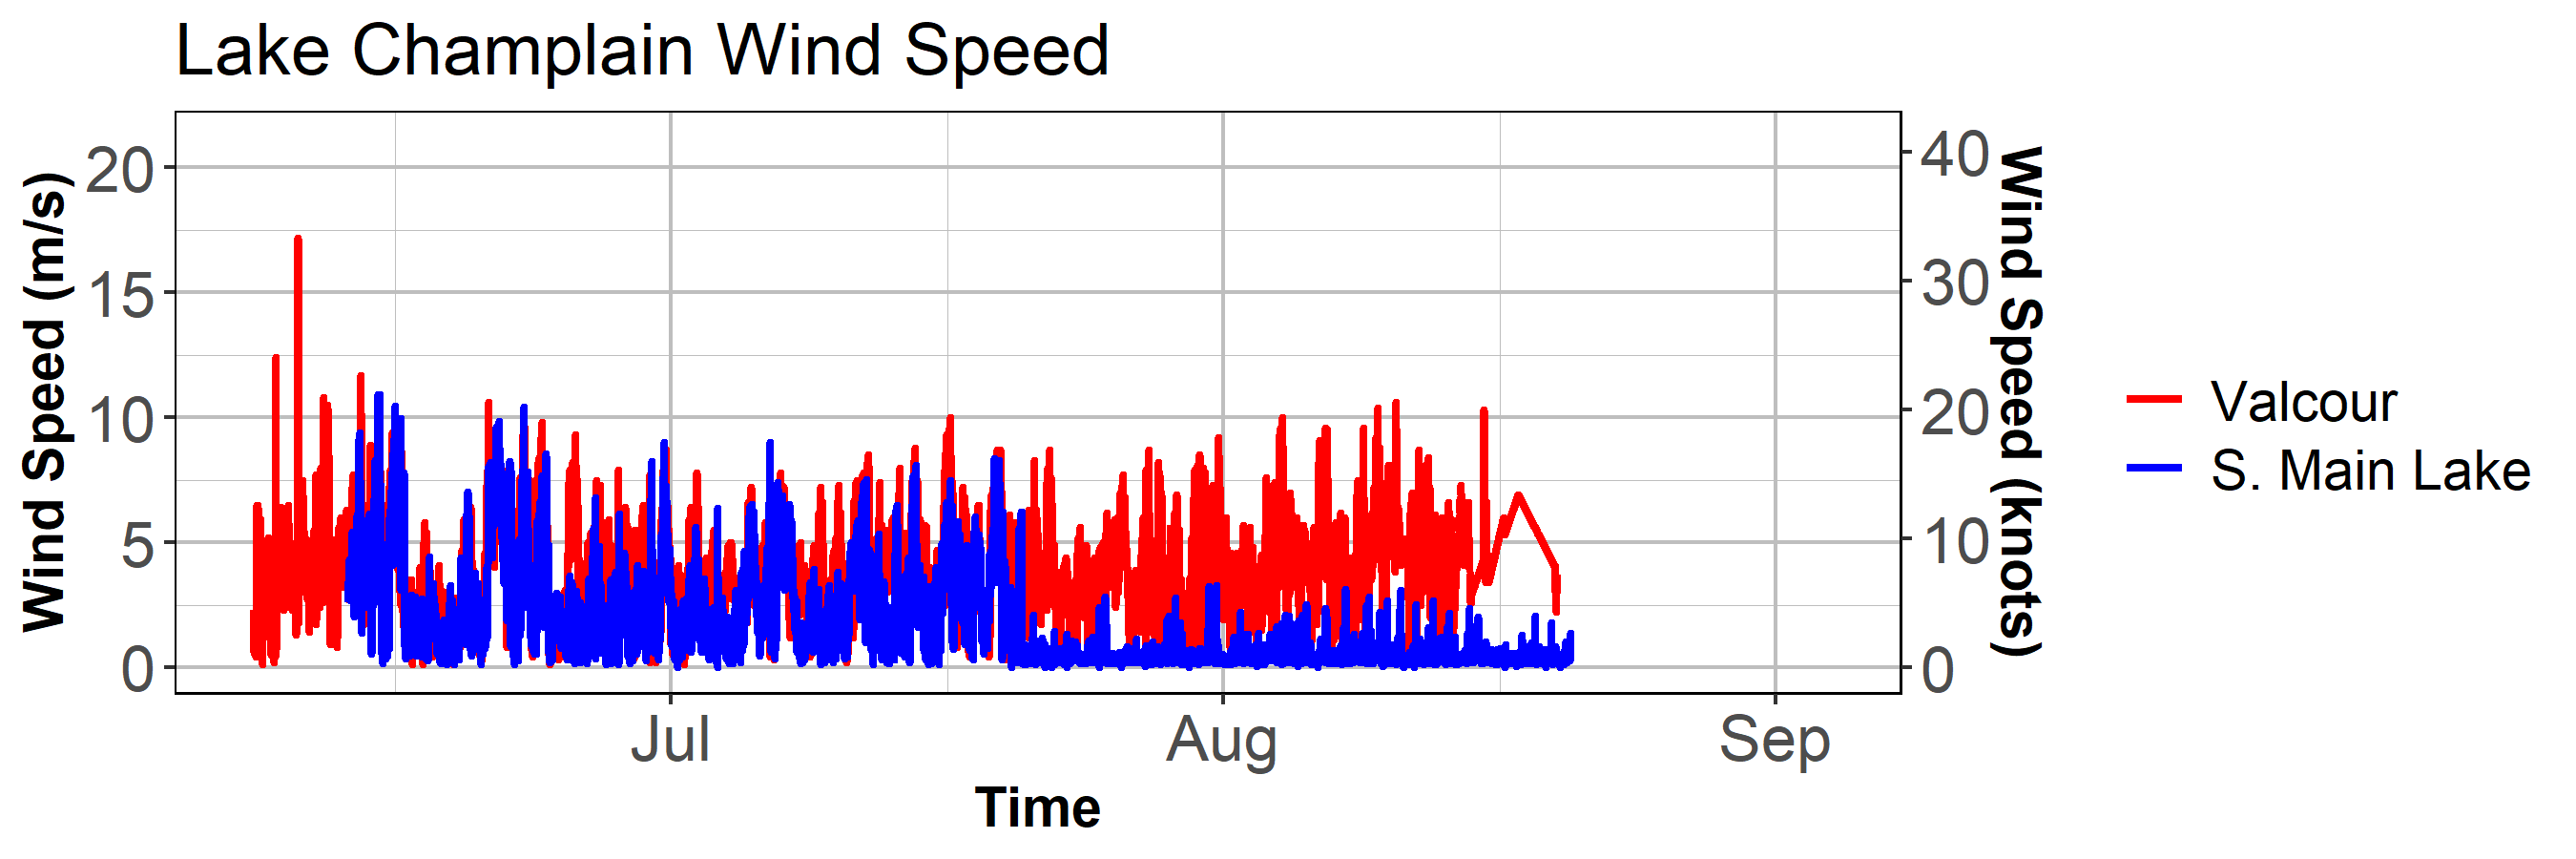 Lake Champlain Wind Speed
Wind Speed (m/s)
20
15
10
5
0
40
30
20
10
0
Wind Speed (knots)
Jul
Aug
Sep
Time
Valcour
S. Main Lake